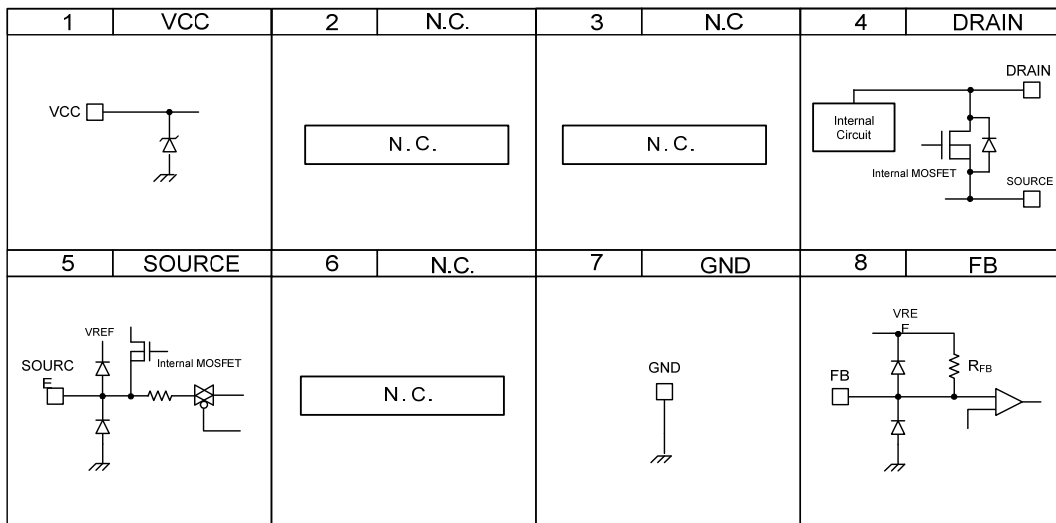 1 VCC 2 N.C. 3 N.C 4 DRAIN
VCC
N.C.
N.C.
DRAIN
Internal
Circuit
Internal MOSFET
SOURCE
5 SOURCE 6 N.C. 7 GND 8 FB
VREF
Internal MOSFET
SOURC
E
N.C.
GND
VRE
F
RFB
FB